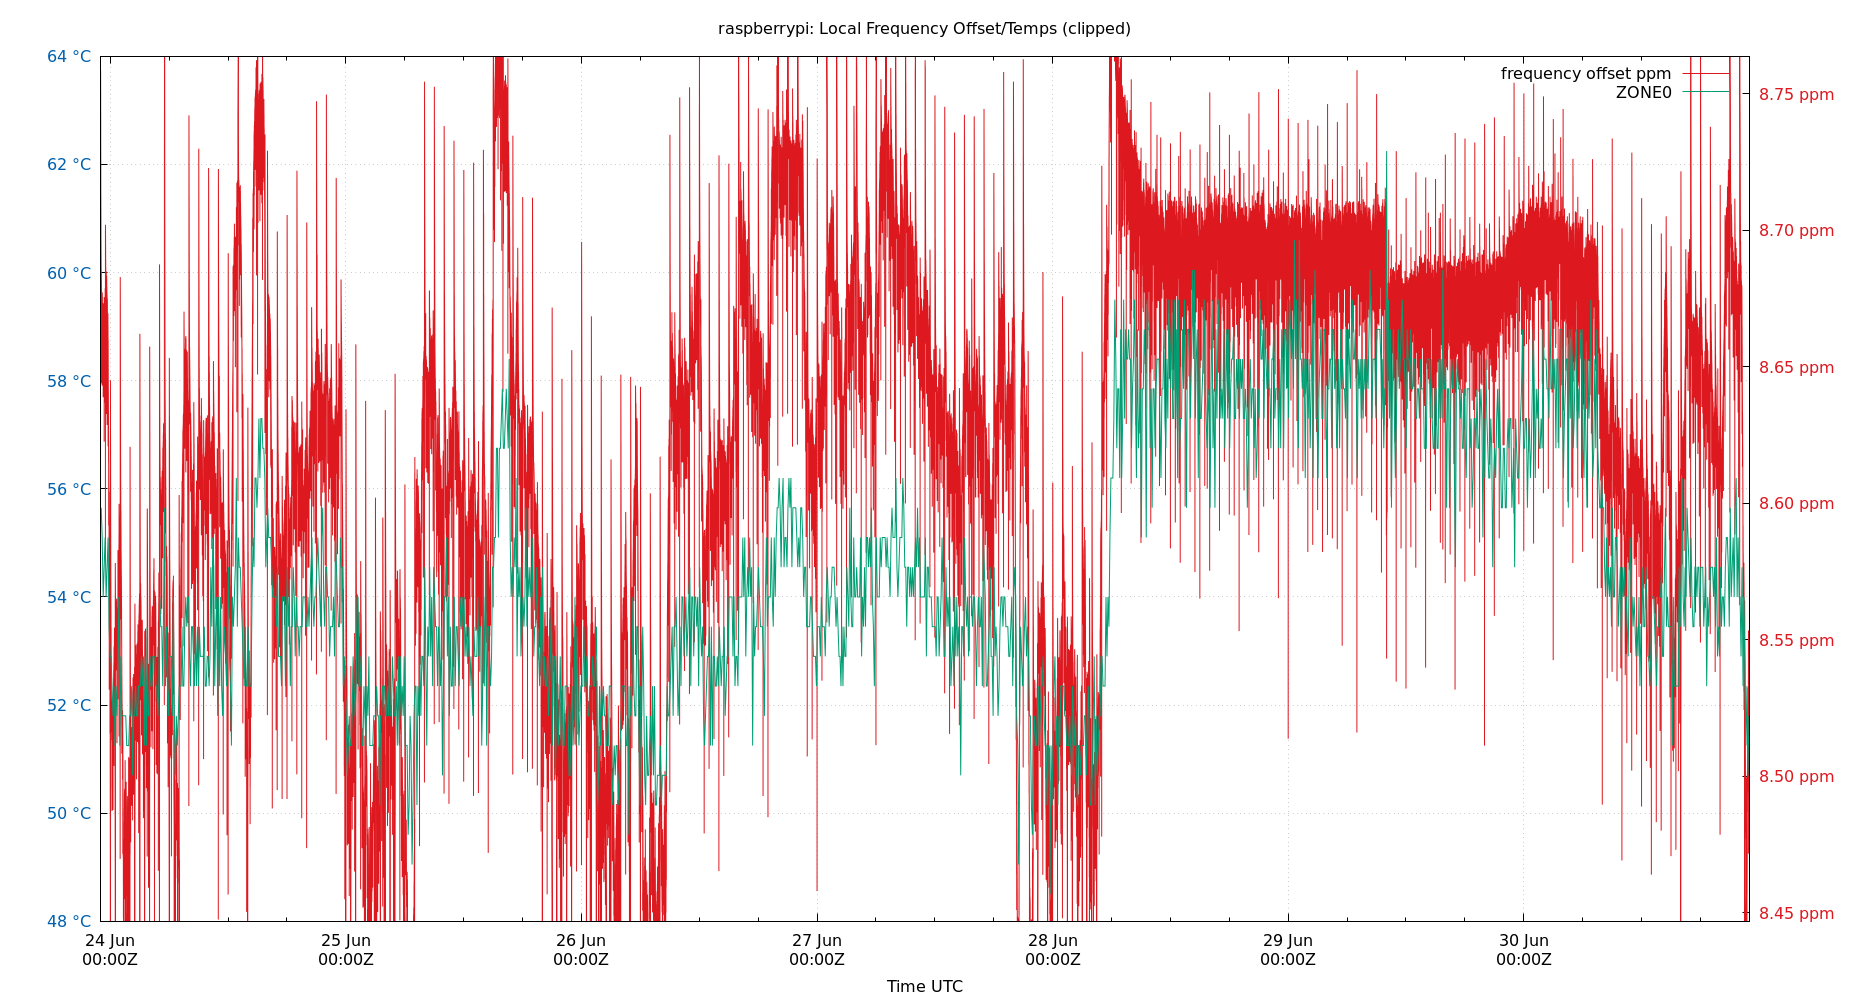 raspberrypi: Local Frequency Offset/Temps (clipped)
64 °C
62 °C
60 °C
58 °C
56 °C
54 °C
52 °C
50 °C
48 °C
frequency offset ppm
ZONE0
8.75 ppm
8.70 ppm
8.65 ppm
8.60 ppm
8.55 ppm
8.50 ppm
8.45 ppm
24 Jun 25 Jun 26 Jun 27 Jun 28 Jun 29 Jun 30 Jun
00:00Z 00:00Z 00:00Z 00:00Z 00:00Z 00:00Z 00:00Z
Time UTC